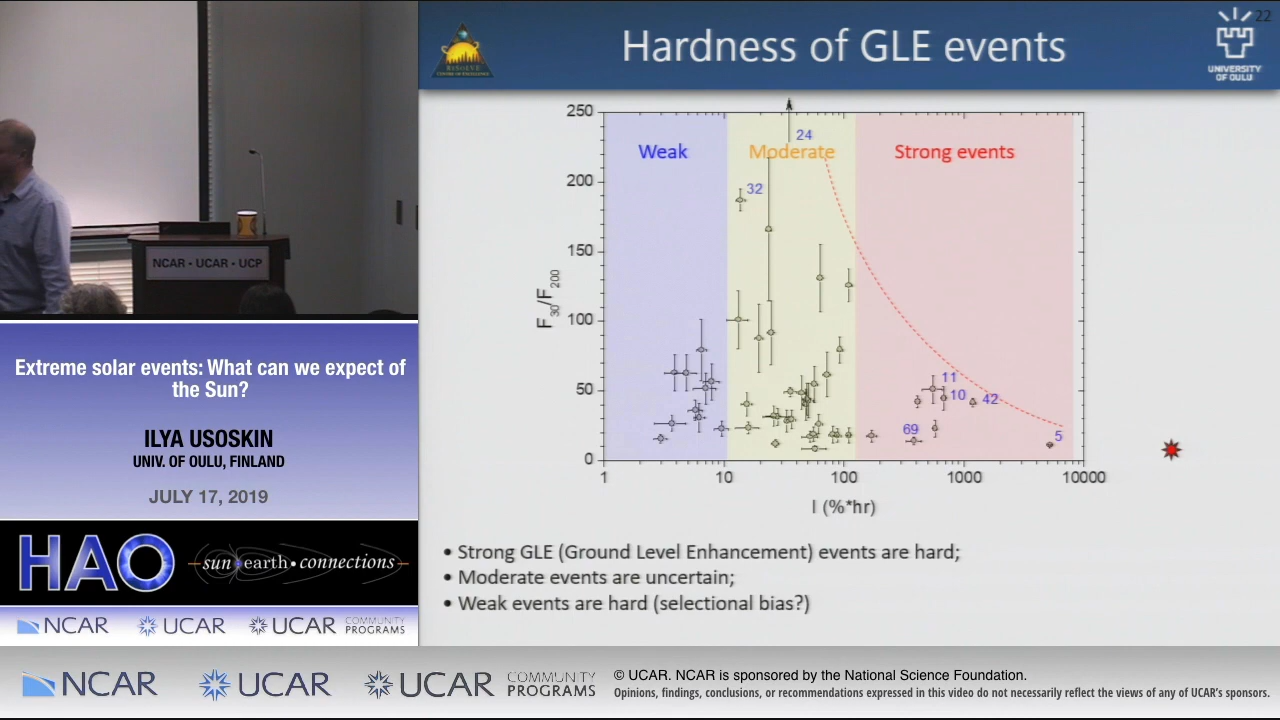 NCAR • UCAR • UCP
Extreme solar events: What can we expect of
the Sun?
ILYA USOSKIN
UNIV. OF OULU, FINLAND
JULY 17, 2019
HAO
sun earth • connections
NCAR
UCAR
UCAR
COMMUNITY
PROGRAMS
Hardness of GLE events
22
UNIVERSITY
OF OULU
250
200
150
100
50
0
F30/F200
Weak
Moderate
Strong events
24
32
11
10
42
69
5
1
10
100
1000
10000
I (%*hr)
• Strong GLE (Ground Level Enhancement) events are hard;
• Moderate events are uncertain;
• Weak events are hard (selectional bias?)
NCAR
UCAR
UCAR
COMMUNITY
PROGRAMS
© UCAR. NCAR is sponsored by the National Science Foundation.
Opinions, findings, conclusions, or recommendations expressed in this video do not necessarily reflect the views of any of UCAR's sponsors.